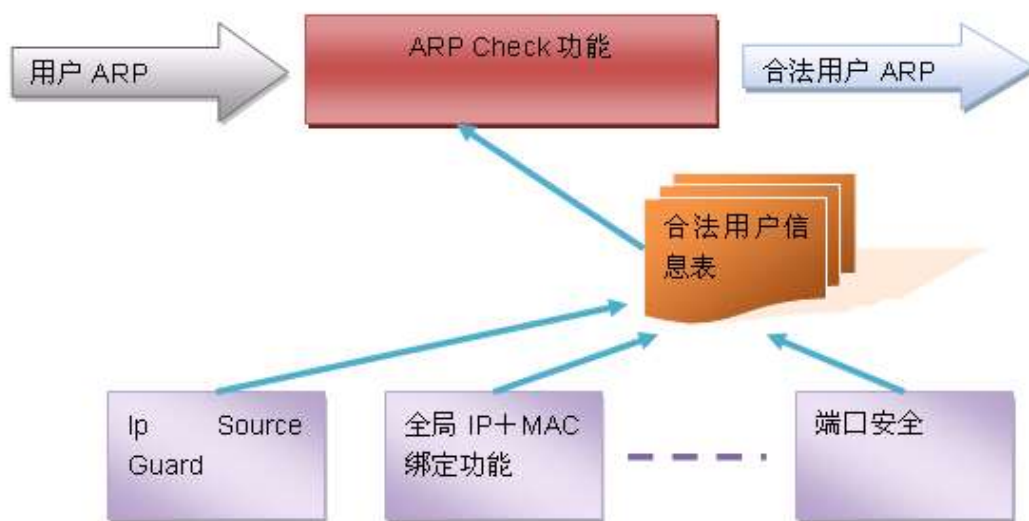 ARP Check 功能
用户 ARP
合法用户 ARP
合法用户信
息表
Ip Source
Guard
全局 IP＋MAC
绑定功能
端口安全